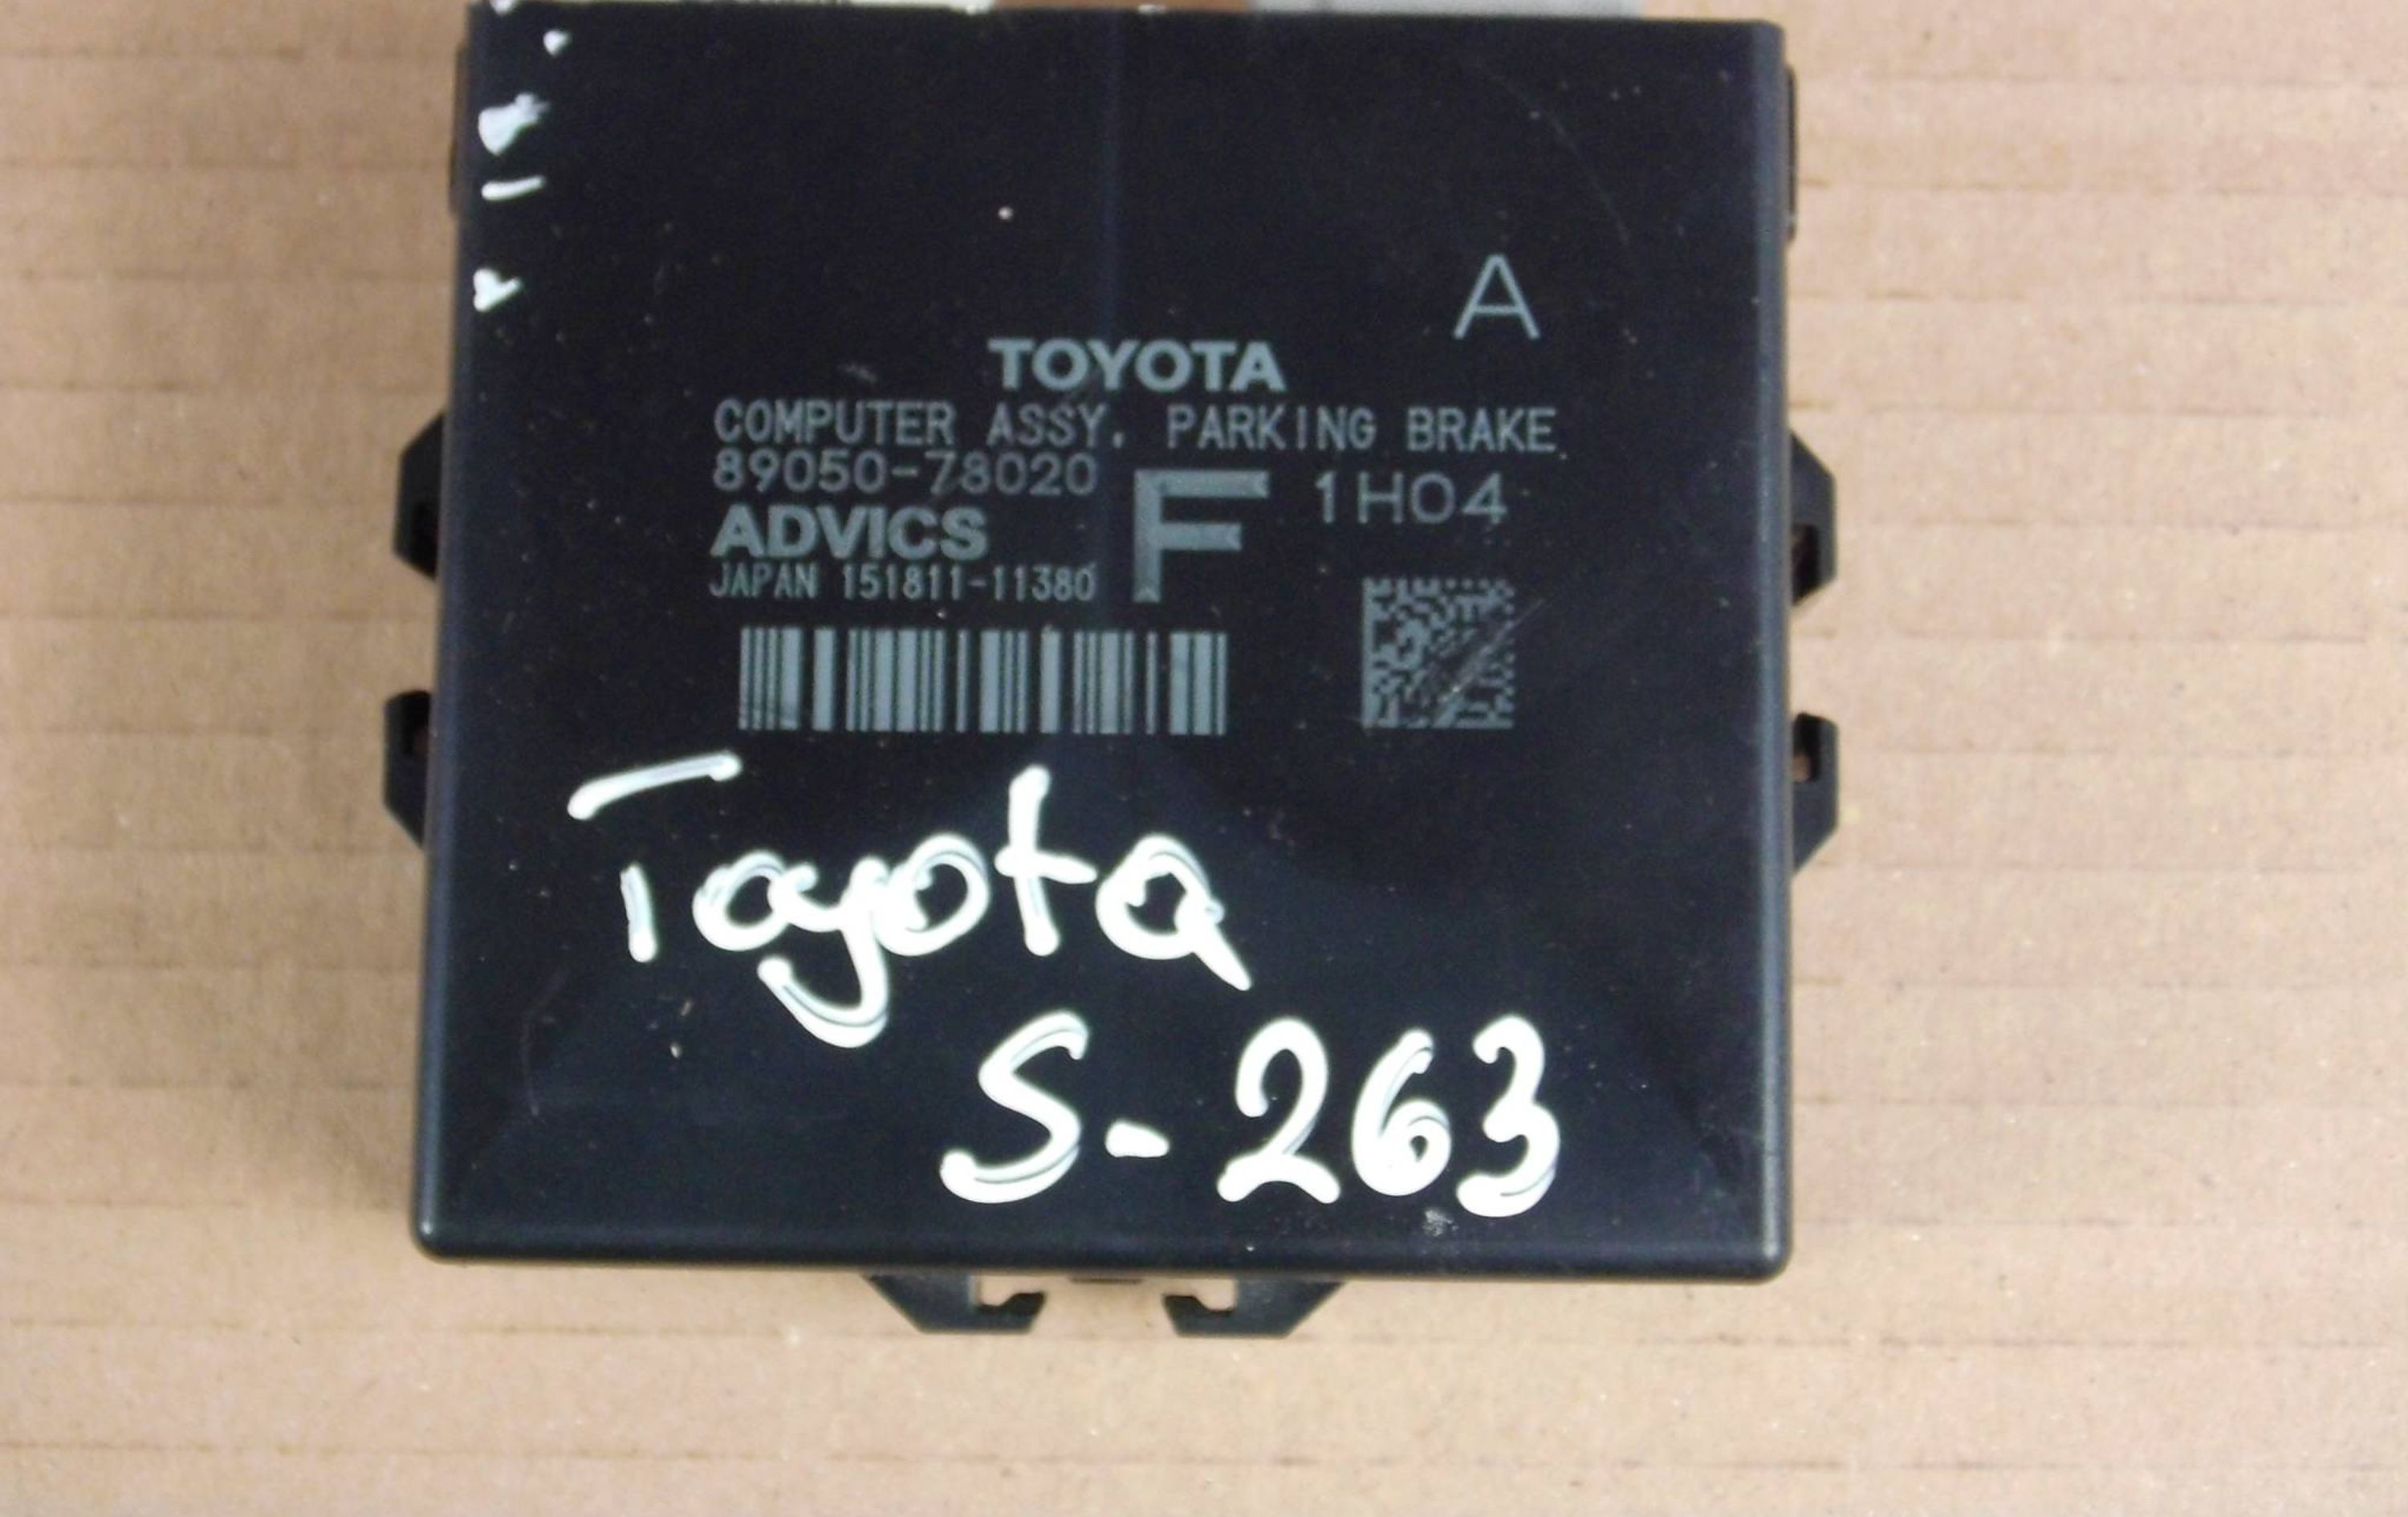 A
TOYOTA
COMPUTER ASSY. PARKING BRAKE
89050-78020 F 1H04
ADVICS
JAPAN 151811-11380
Toyota
S-263